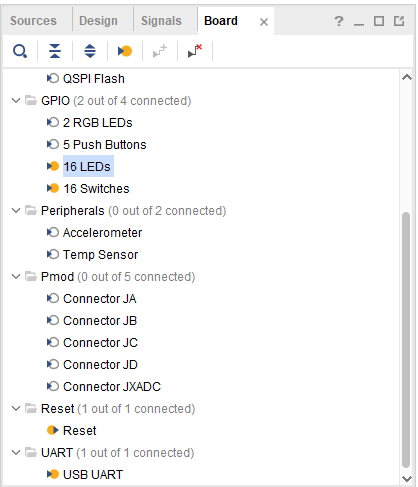 Sources Design Signals Board
QSPI Flash
GPIO (2 out of 4 connected)
2 RGB LEDs
5 Push Buttons
16 LEDs
16 Switches
Peripherals (0 out of 2 connected)
Accelerometer
Temp Sensor
Pmod (0 out of 5 connected)
Connector JA
Connector JB
Connector JC
Connector JD
Connector JXADC
Reset (1 out of 1 connected)
Reset
UART (1 out of 1 connected)
USB UART